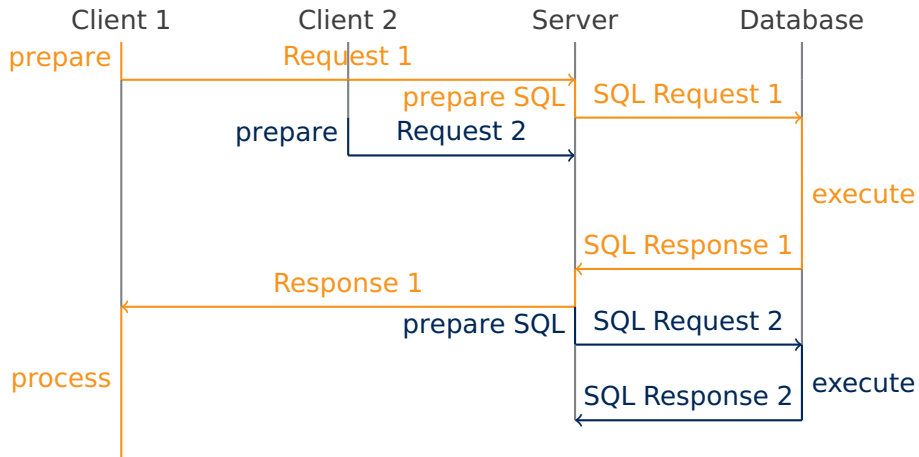 Client 1
Client 2
Server
Database
prepare
Request 1
prepare SQL
SQL Request 1
prepare
Request 2
execute
SQL Response 1
Response 1
prepare SQL
SQL Request 2
process
execute
SQL Response 2